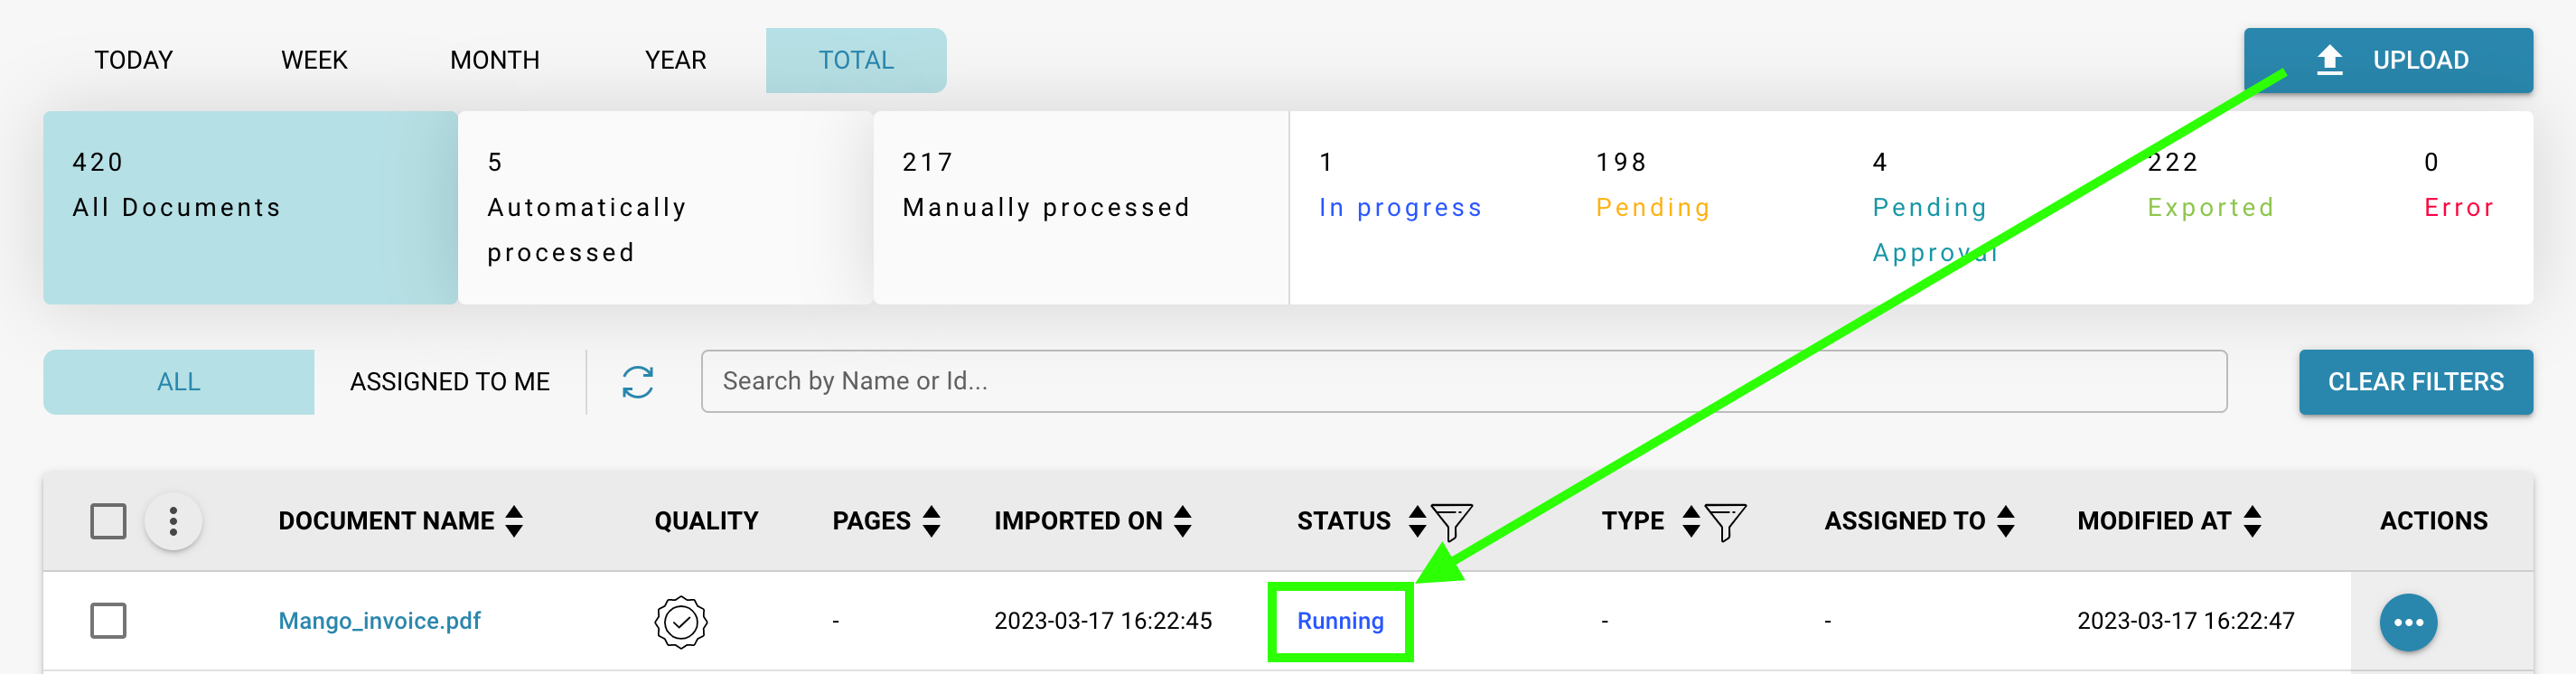 TODAY WEEK MONTH YEAR TOTAL UPLOAD
420 5 217 1 198 4 222 0
All Documents Automatically Manually processed In progress Pending Pending Exported Error
processed Approval
ALL ASSIGNED TO ME Search by Name or Id... CLEAR FILTERS
DOCUMENT NAME QUALITY PAGES IMPORTED ON STATUS TYPE ASSIGNED TO MODIFIED AT ACTIONS
Mango_invoice.pdf - 2023-03-17 16:22:45 Running - - 2023-03-17 16:22:47